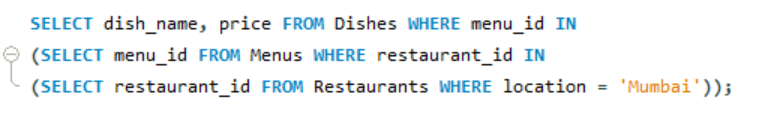 SELECT dish_name, price FROM Dishes WHERE menu_id IN
(SELECT menu_id FROM Menus WHERE restaurant_id IN
(SELECT restaurant_id FROM Restaurants WHERE location = 'Mumbai'));